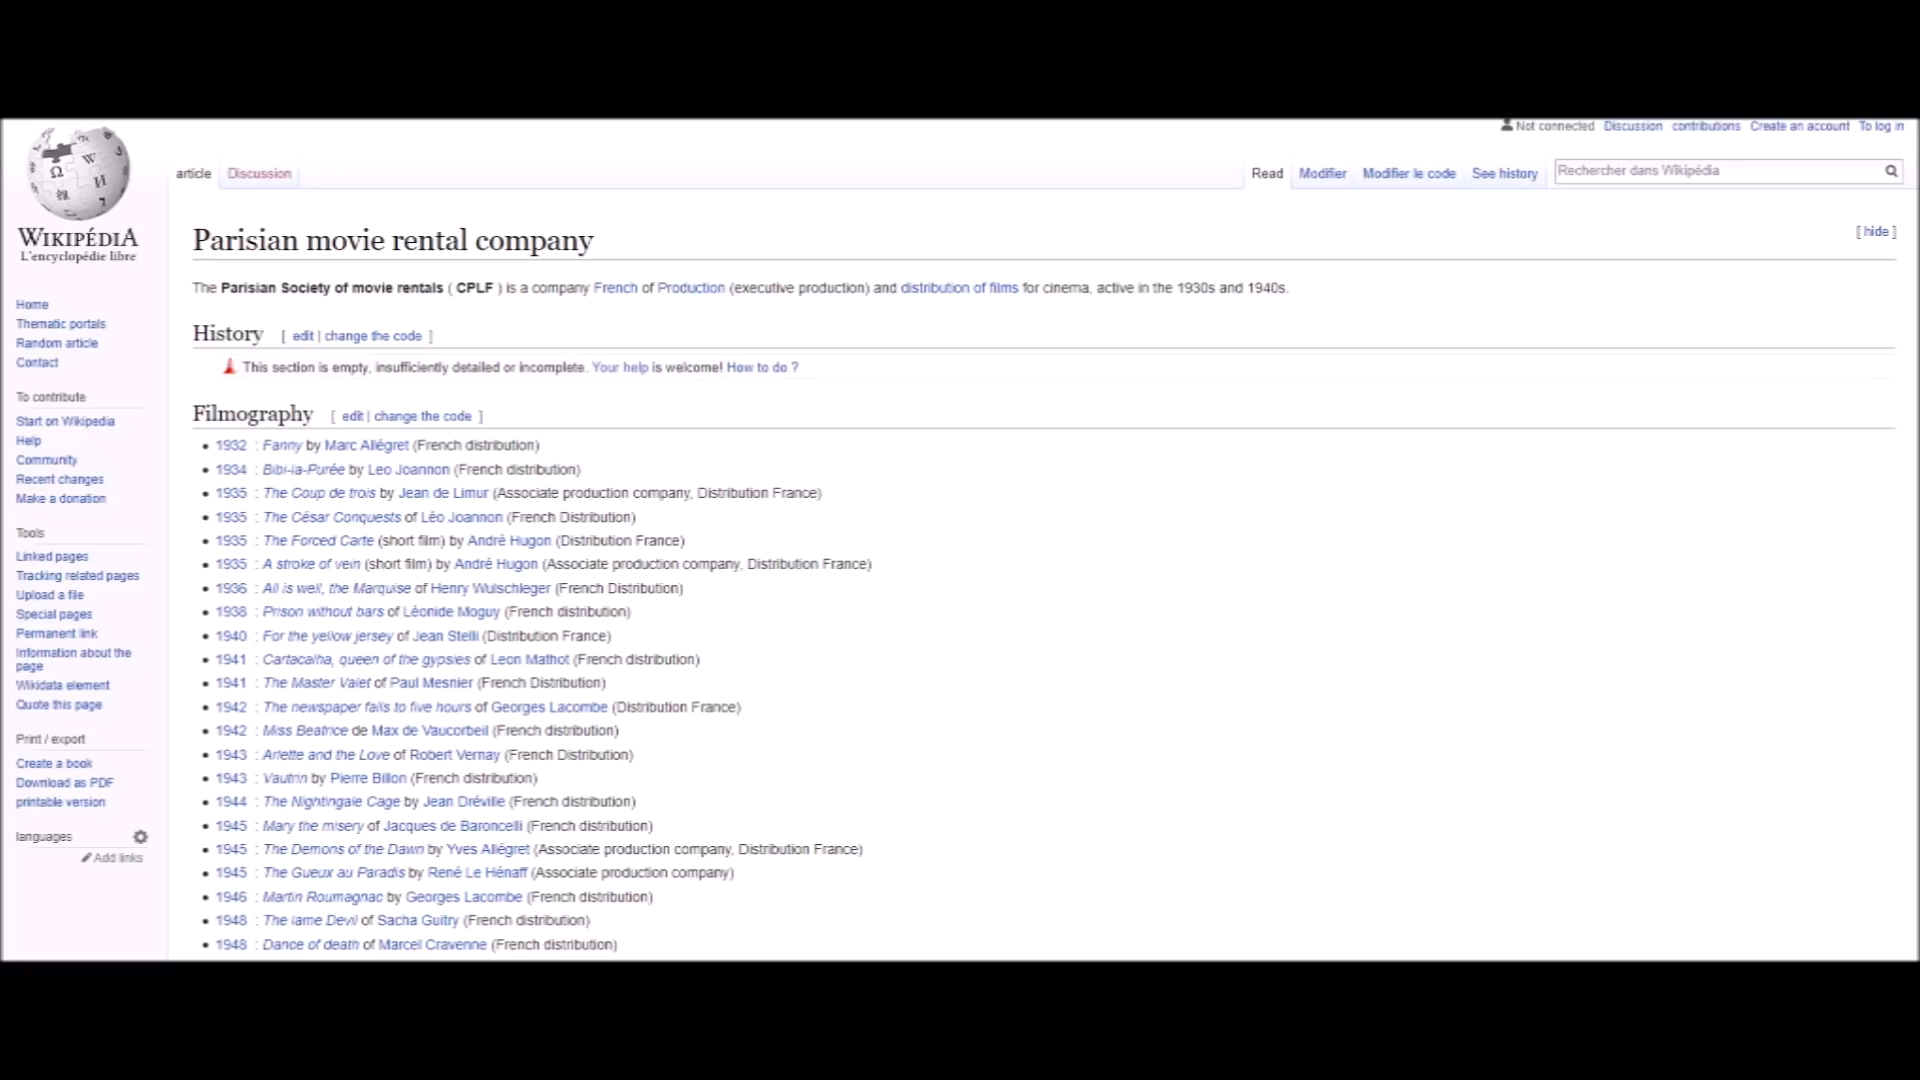 Not connected Discussion contributions Create an account To log in
article Discussion
Read Modifier Modifier le code See history Rechercher dans Wikipédia
WIKIPÉDIA
L'encyclopédie libre
Parisian movie rental company
[ hide ]
The Parisian Society of movie rentals ( CPLF ) is a company French of Production (executive production) and distribution of films for cinema, active in the 1930s and 1940s.
History [ edit | change the code ]
This section is empty, insufficiently detailed or incomplete. Your help is welcome! How to do ?
Filmography [ edit | change the code ]
• 1932 : Fanny by Marc Allégret (French distribution)
• 1934 : Bibi-la-Purée by Leo Joannon (French distribution)
• 1935 : The Coup de trois by Jean de Limur (Associate production company, Distribution France)
• 1935 : The César Conquests of Léo Joannon (French Distribution)
• 1935 : The Forced Carte (short film) by André Hugon (Distribution France)
• 1935 : A stroke of vein (short film) by André Hugon (Associate production company, Distribution France)
• 1936 : All is well, the Marquise of Henry Wulschleger (French Distribution)
• 1938 : Prison without bars of Léonide Moguy (French distribution)
• 1940 : For the yellow jersey of Jean Stelli (Distribution France)
• 1941 : Cartacalha, queen of the gypsies of Leon Mathot (French distribution)
• 1941 : The Master Valet of Paul Mesnier (French Distribution)
• 1942 : The newspaper falls to five hours of Georges Lacombe (Distribution France)
• 1942 : Miss Beatrice de Max de Vaucorbeil (French distribution)
• 1943 : Arlette and the Love of Robert Vernay (French Distribution)
• 1943 : Vautrin by Pierre Billon (French distribution)
• 1944 : The Nightingale Cage by Jean Dréville (French distribution)
• 1945 : Mary the misery of Jacques de Baroncelli (French distribution)
• 1945 : The Demons of the Dawn by Yves Allégret (Associate production company, Distribution France)
• 1945 : The Gueux au Paradis by René Le Hénaff (Associate production company)
• 1946 : Martin Roumagnac by Georges Lacombe (French distribution)
• 1948 : The lame Devil of Sacha Guitry (French distribution)
• 1948 : Dance of death of Marcel Cravenne (French distribution)
Home
Thematic portals
Random article
Contact
To contribute
Start on Wikipedia
Help
Community
Recent changes
Make a donation
Tools
Linked pages
Tracking related pages
Upload a file
Special pages
Permanent link
Information about the
page
Wikidata element
Quote this page
Print / export
Create a book
Download as PDF
printable version
languages
Add links